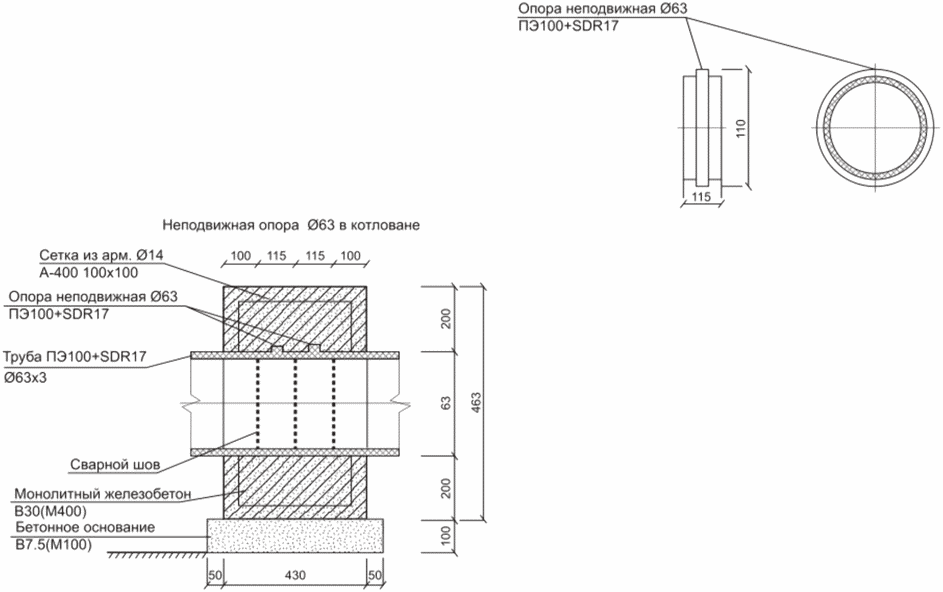 Опора неподвижная Ø63
ПЭ100+SDR17
110
115
Неподвижная опора Ø63 в котловане
Сетка из арм. Ø14
А-400 100х100
100 115 115 100
Опора неподвижная Ø63
ПЭ100+SDR17
200
Труба ПЭ100+SDR17
Ø63х3
63
463
Сварной шов
200
Монолитный железобетон
В30(М400)
Бетонное основание
В7.5(М100)
100
50 430 50